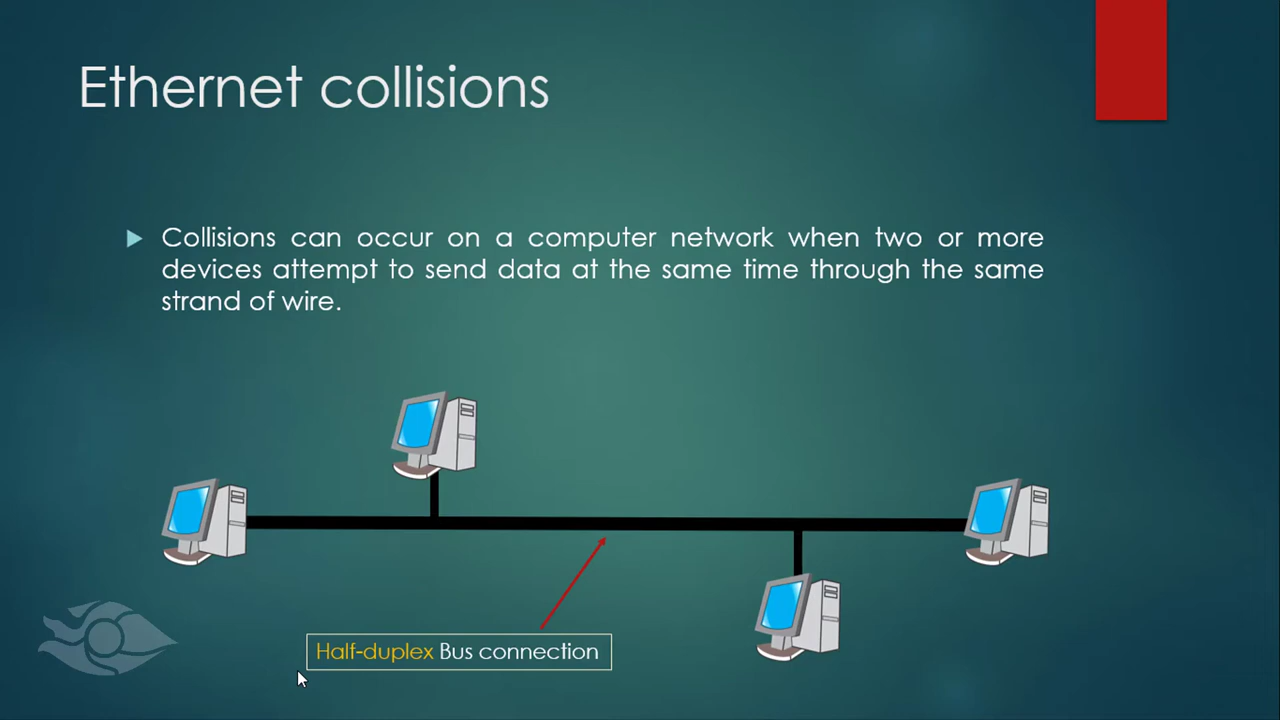 Ethernet collisions
Collisions can occur on a computer network when two or more
devices attempt to send data at the same time through the same
strand of wire.
Half-duplex Bus connection